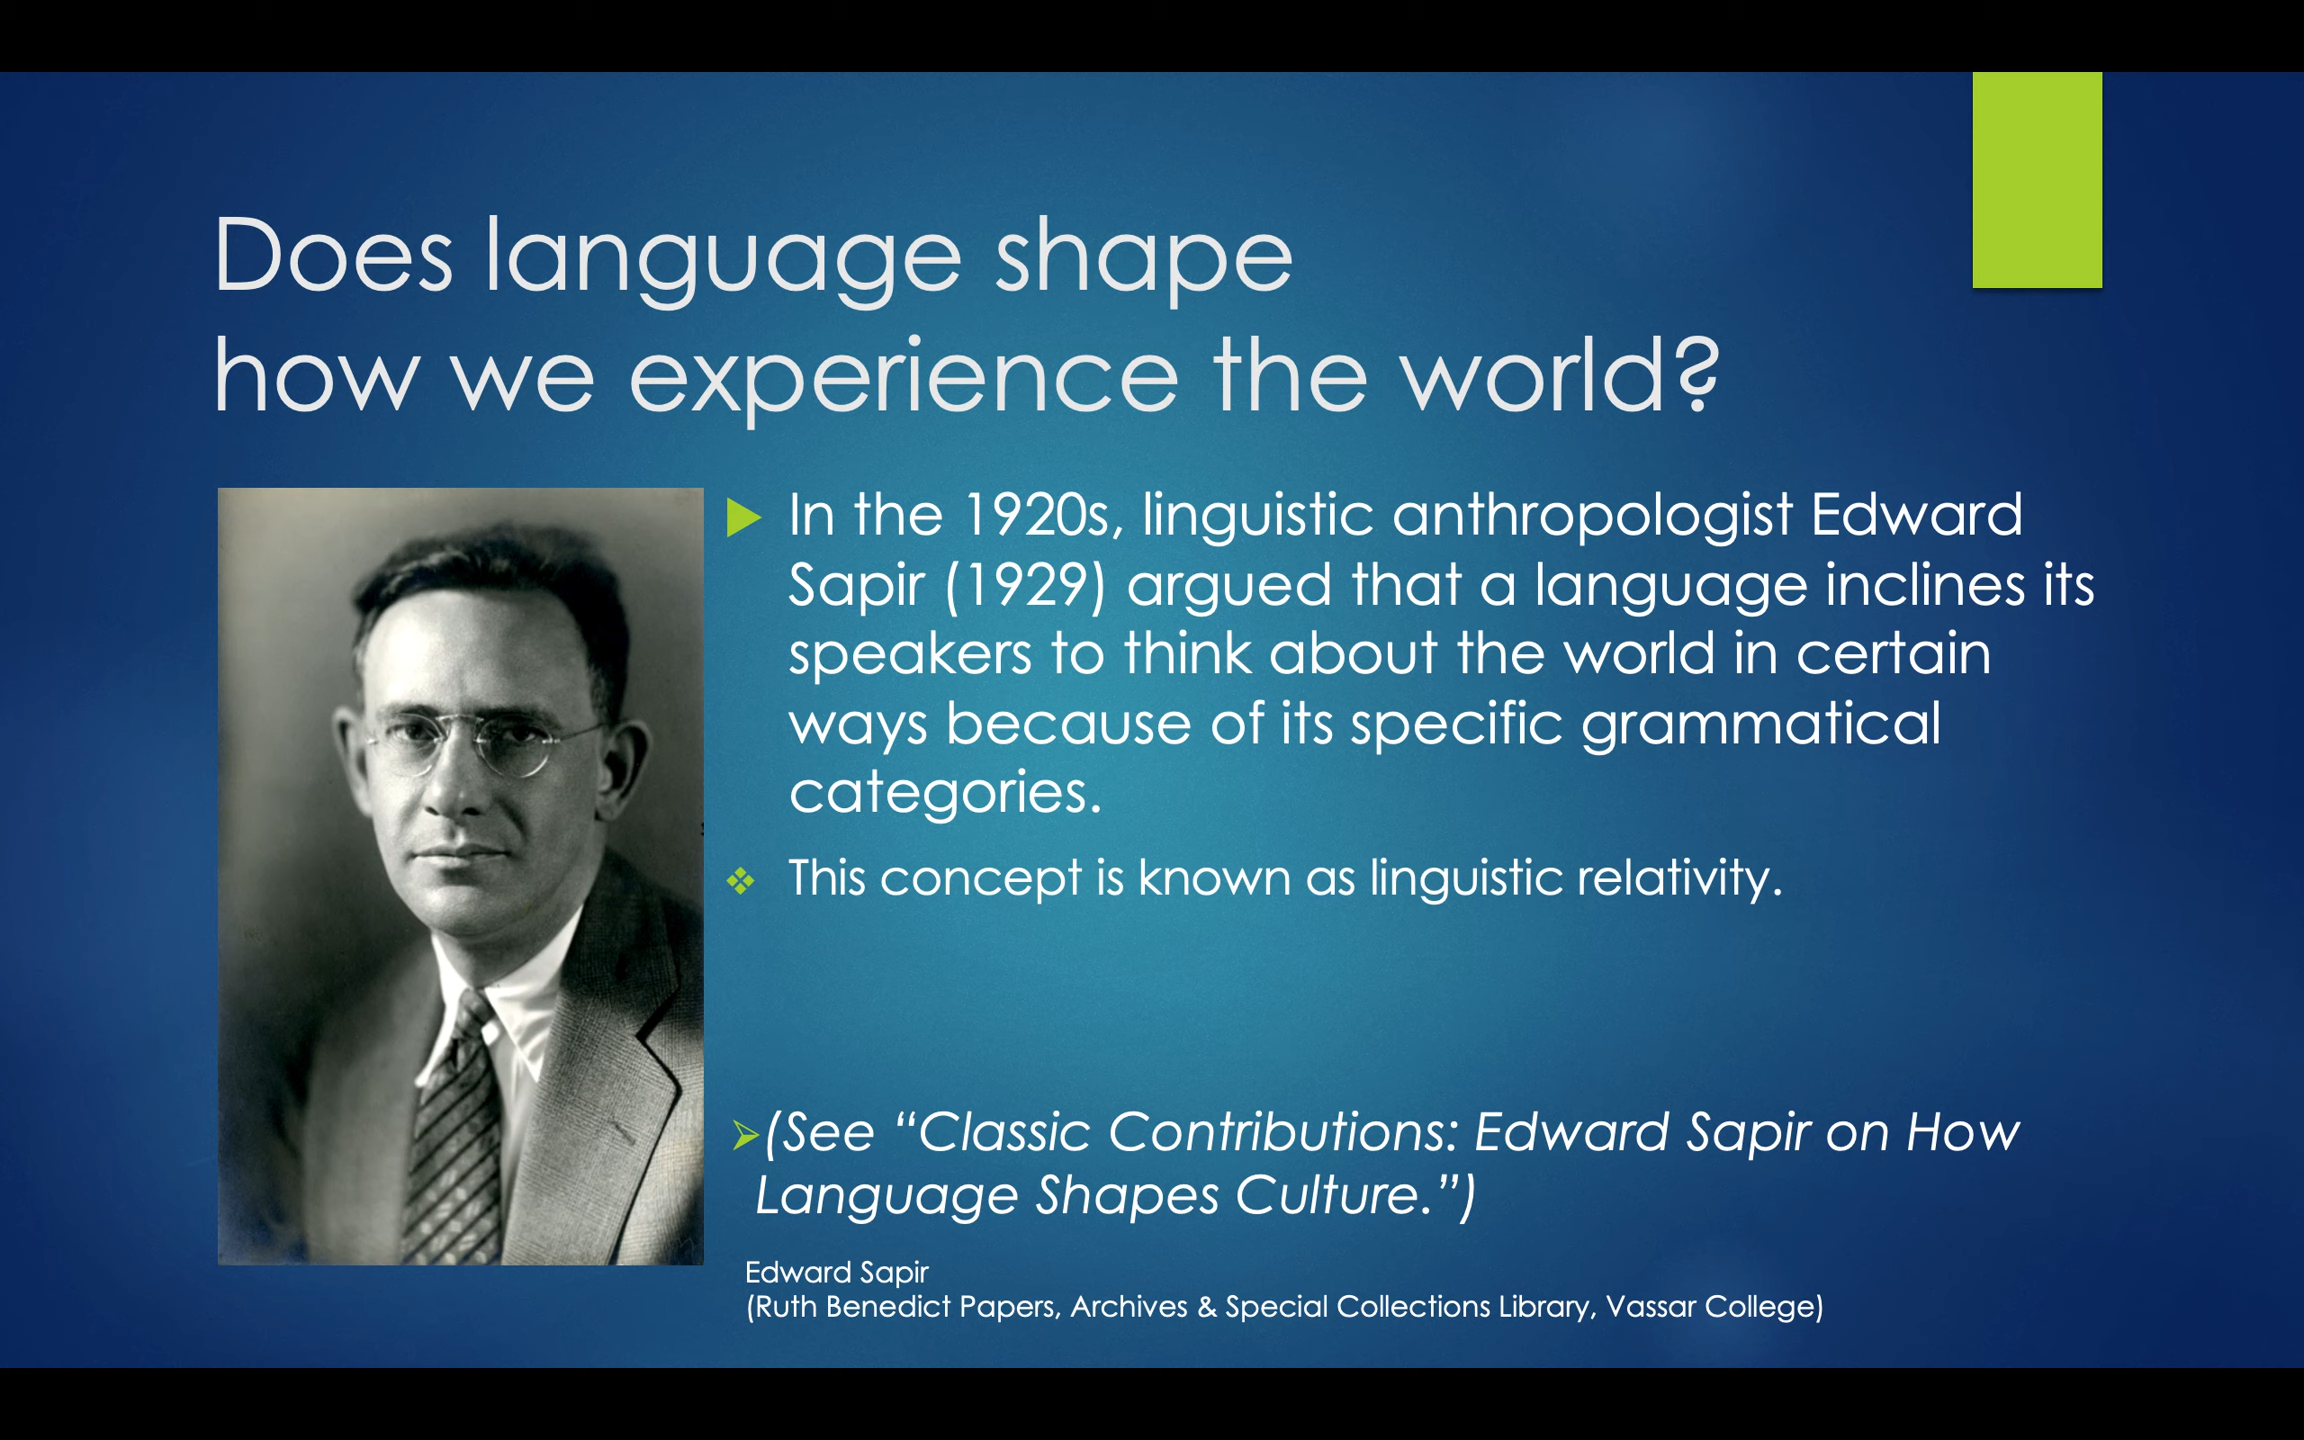 Does language shape
how we experience the world?
In the 1920s, linguistic anthropologist Edward
Sapir (1929) argued that a language inclines its
speakers to think about the world in certain
ways because of its specific grammatical
categories.
This concept is known as linguistic relativity.
(See “Classic Contributions: Edward Sapir on How
Language Shapes Culture.”)
Edward Sapir
(Ruth Benedict Papers, Archives & Special Collections Library, Vassar College)